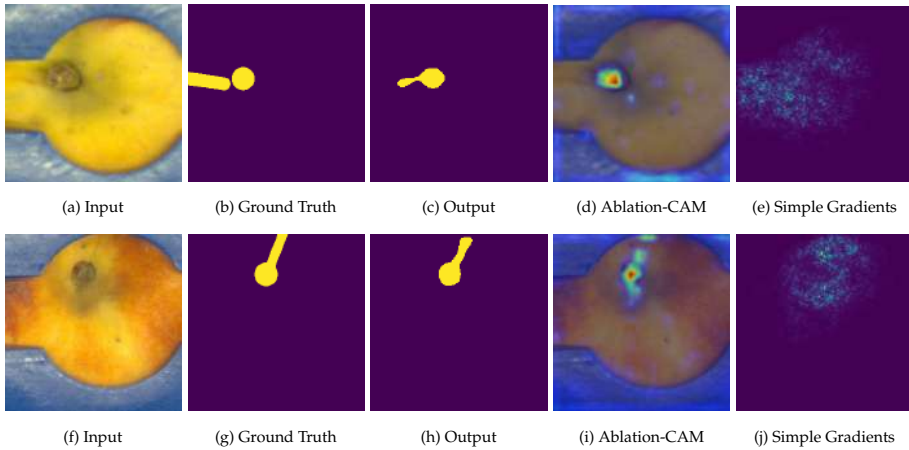 (a) Input
(b) Ground Truth
(c) Output
(d) Ablation-CAM
(e) Simple Gradients
(f) Input
(g) Ground Truth
(h) Output
(i) Ablation-CAM
(j) Simple Gradients